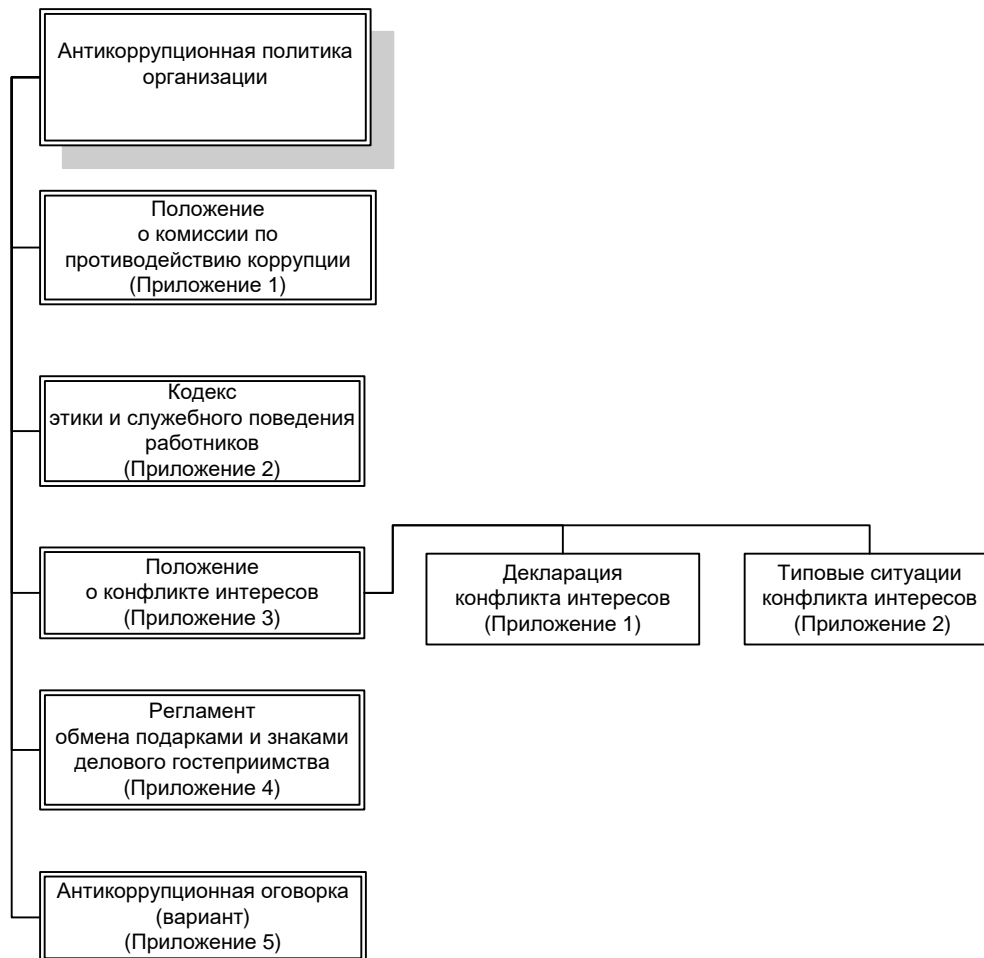 Антикоррупционная политика
организации
Положение
о комиссии по
противодействию коррупции
(Приложение 1)
Кодекс
этики и служебного поведения
работников
(Приложение 2)
Положение
о конфликте интересов
(Приложение 3)
Декларация
конфликта интересов
(Приложение 1)
Типовые ситуации
конфликта интересов
(Приложение 2)
Регламент
обмена подарками и знаками
делового гостеприимства
(Приложение 4)
Антикоррупционная оговорка
(вариант)
(Приложение 5)